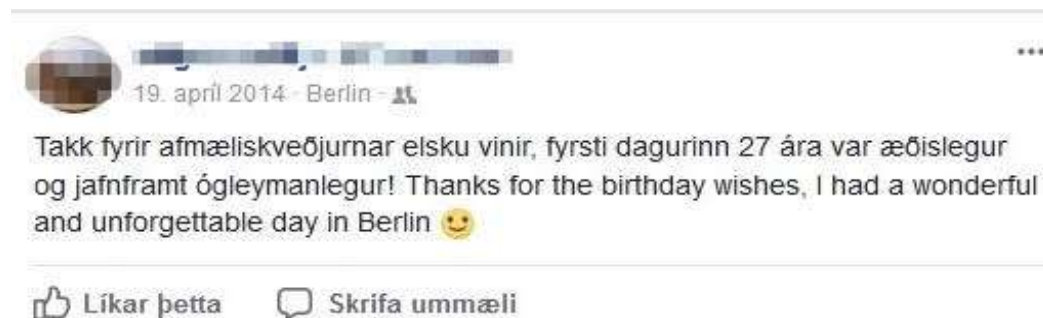 19. apríl 2014 · Berlin ·
Takk fyrir afmæliskveðjurnar elsku vinir, fyrsti dagurinn 27 ára var æðislegur
og jafnframt ógleymanlegur! Thanks for the birthday wishes, I had a wonderful
and unforgettable day in Berlin
Líkar þetta Skrifa ummæli